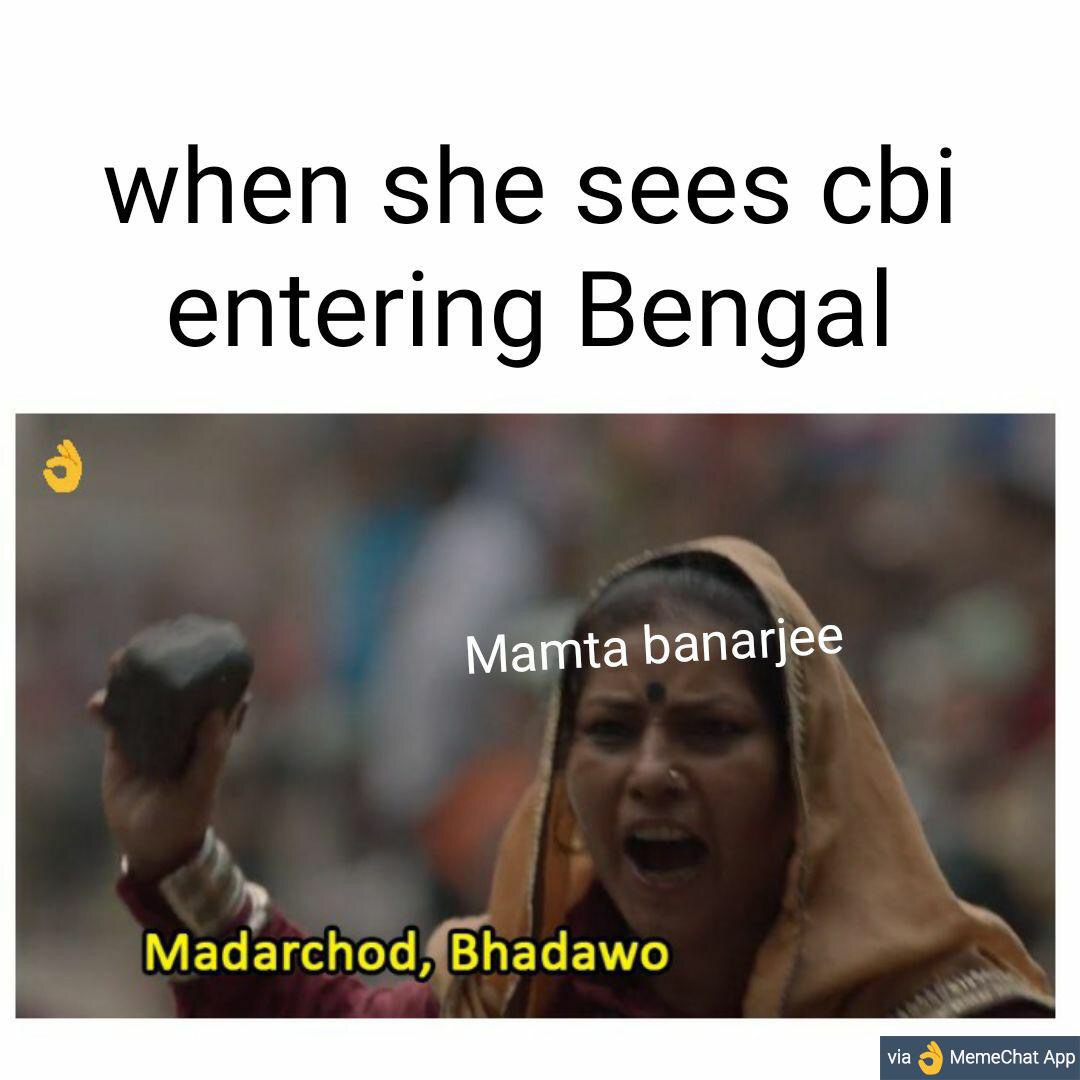 when she sees cbi
entering Bengal
Mamta banarjee
Madarchod, Bhadawo
via 👌 MemeChat App